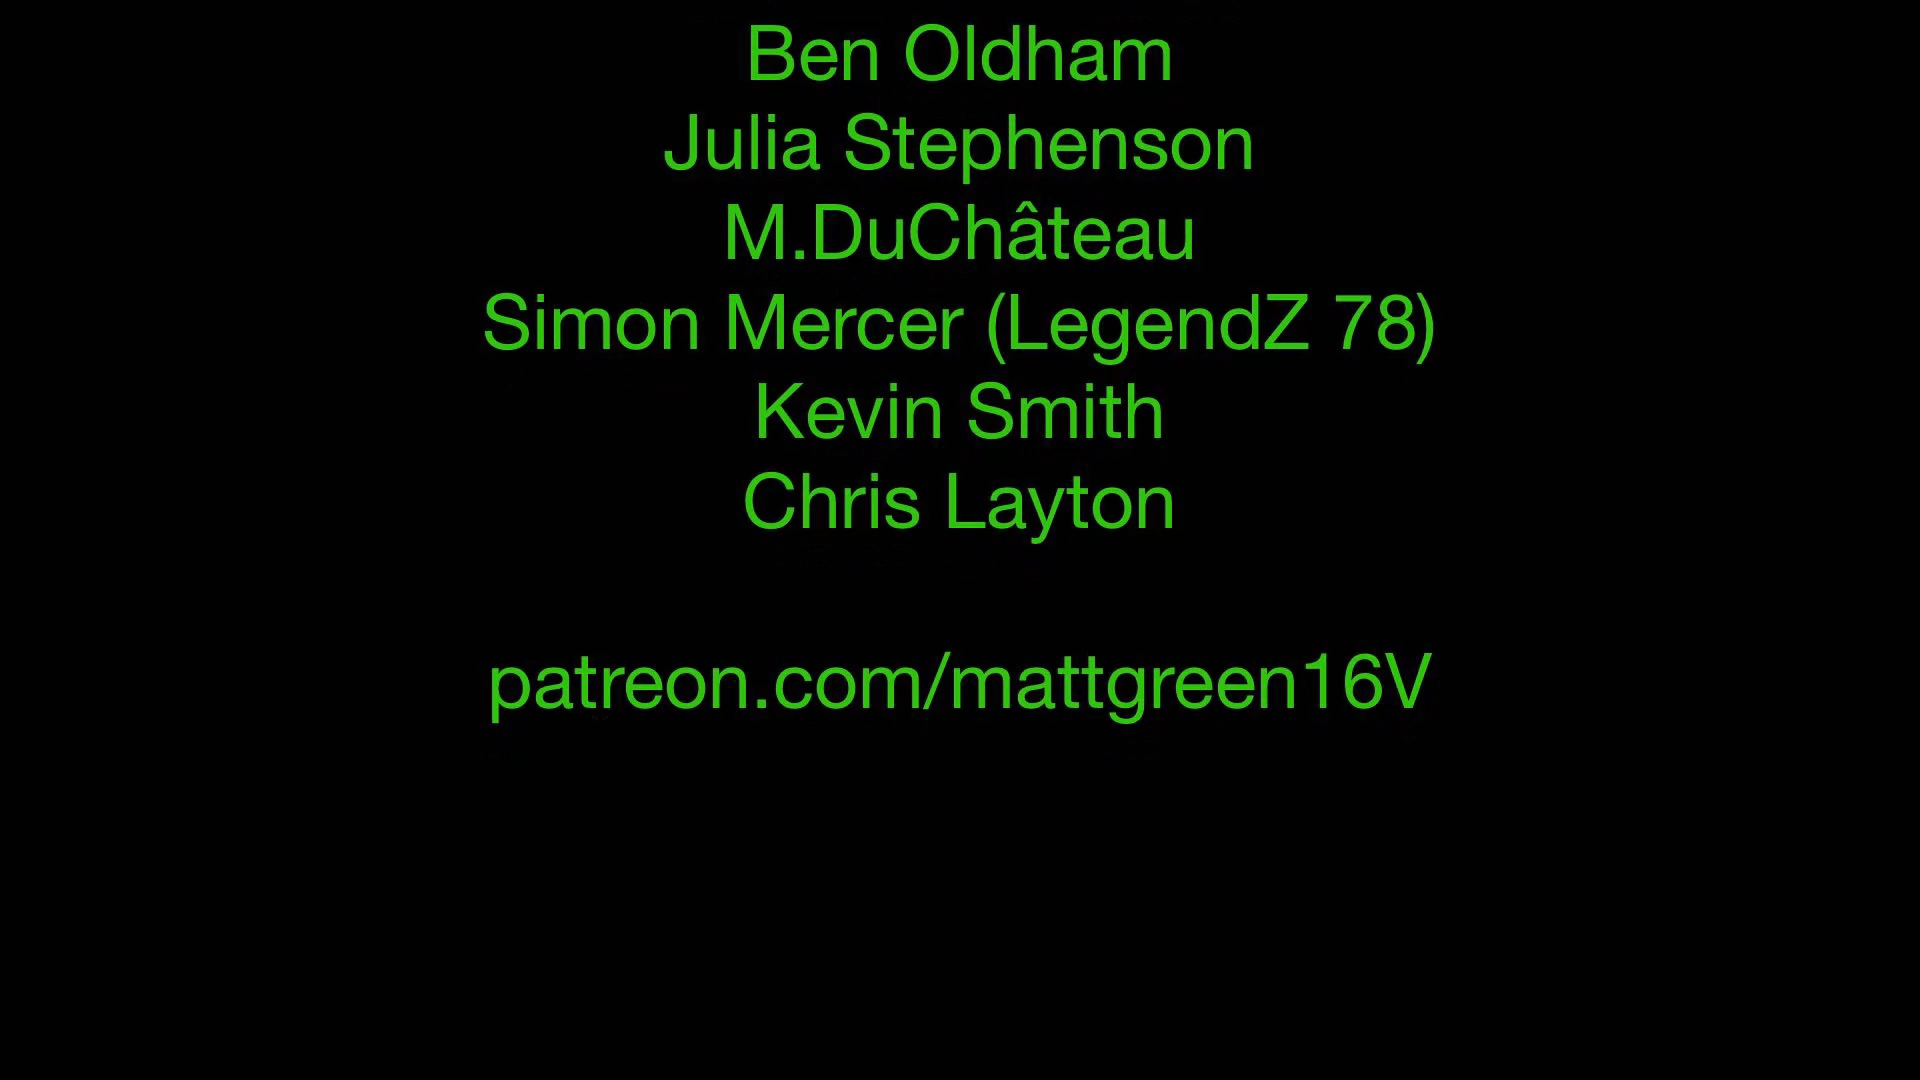 Ben Oldham
Julia Stephenson
M.DuChâteau
Simon Mercer (LegendZ 78)
Kevin Smith
Chris Layton
patreon.com/mattgreen16V